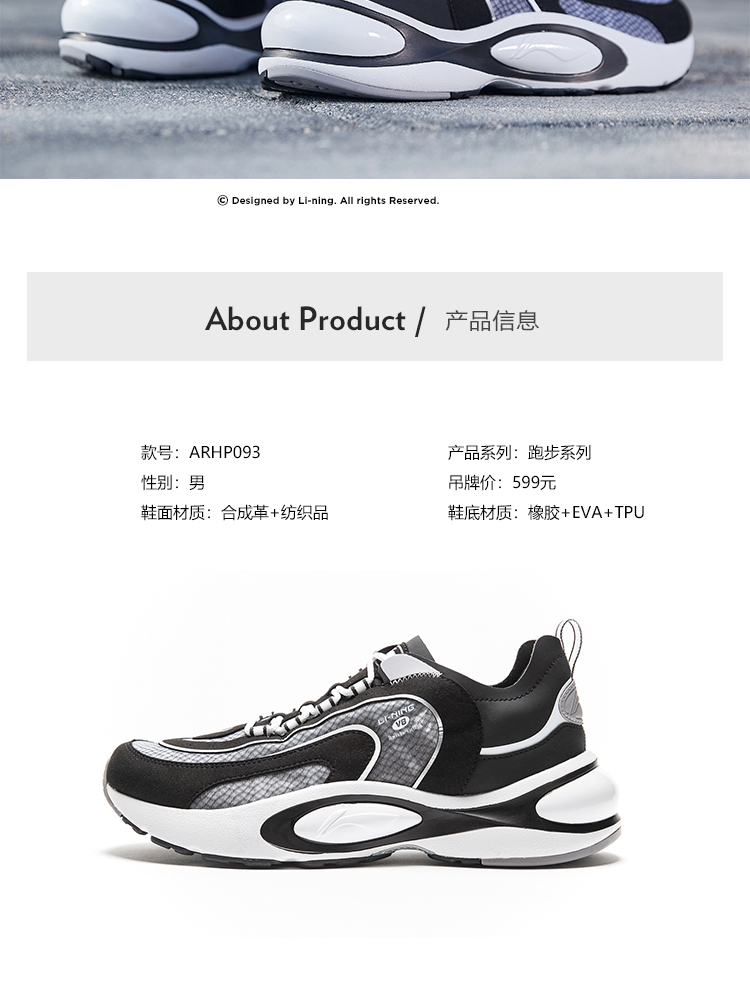 © Designed by Li-ning. All rights Reserved.
About Product / 产品信息
款号：ARHP093
产品系列：跑步系列
性别：男
吊牌价：599元
鞋面材质：合成革+纺织品
鞋底材质：橡胶+EVA+TPU
LI-NING
V8